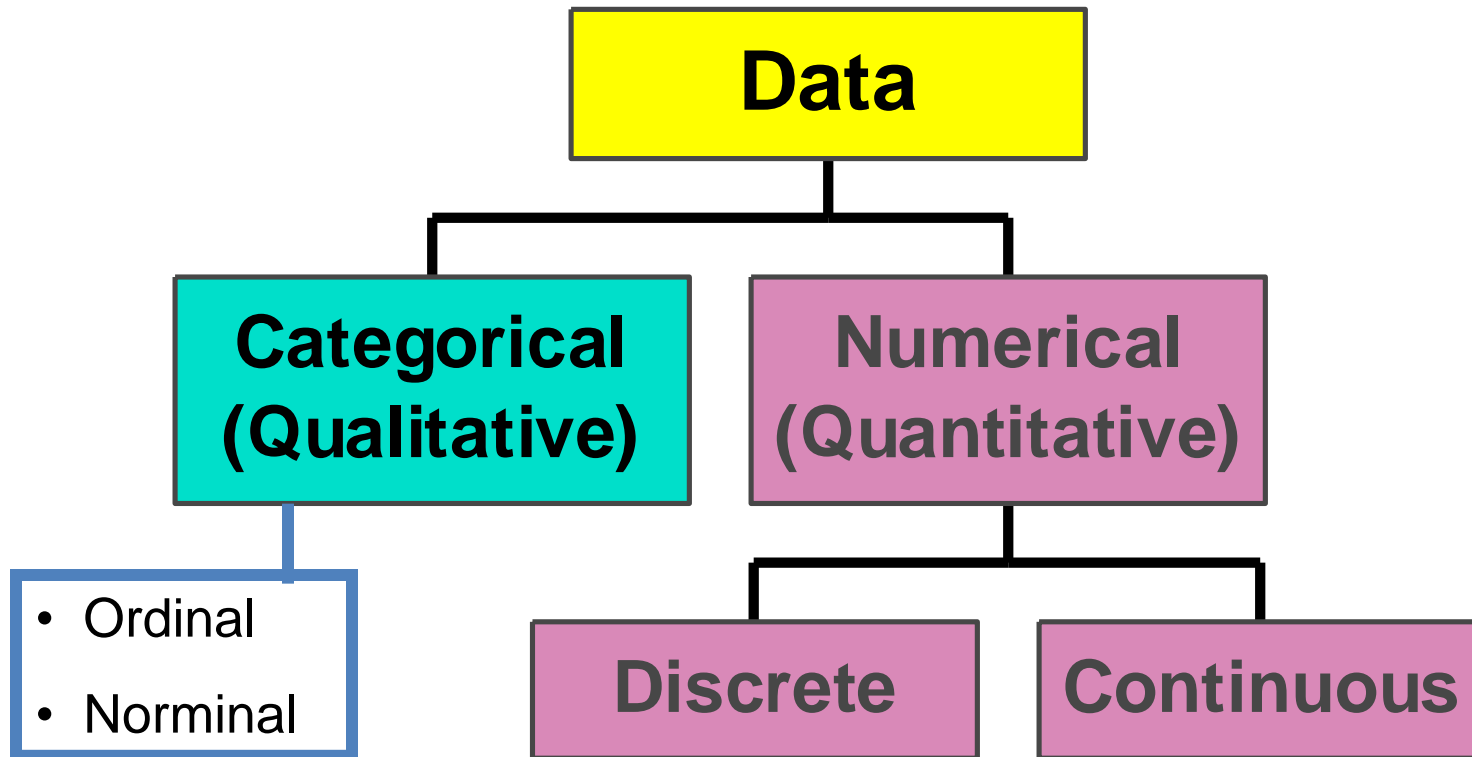 Data
Categorical
(Qualitative)
Numerical
(Quantitative)
• Ordinal
• Norminal
Discrete
Continuous